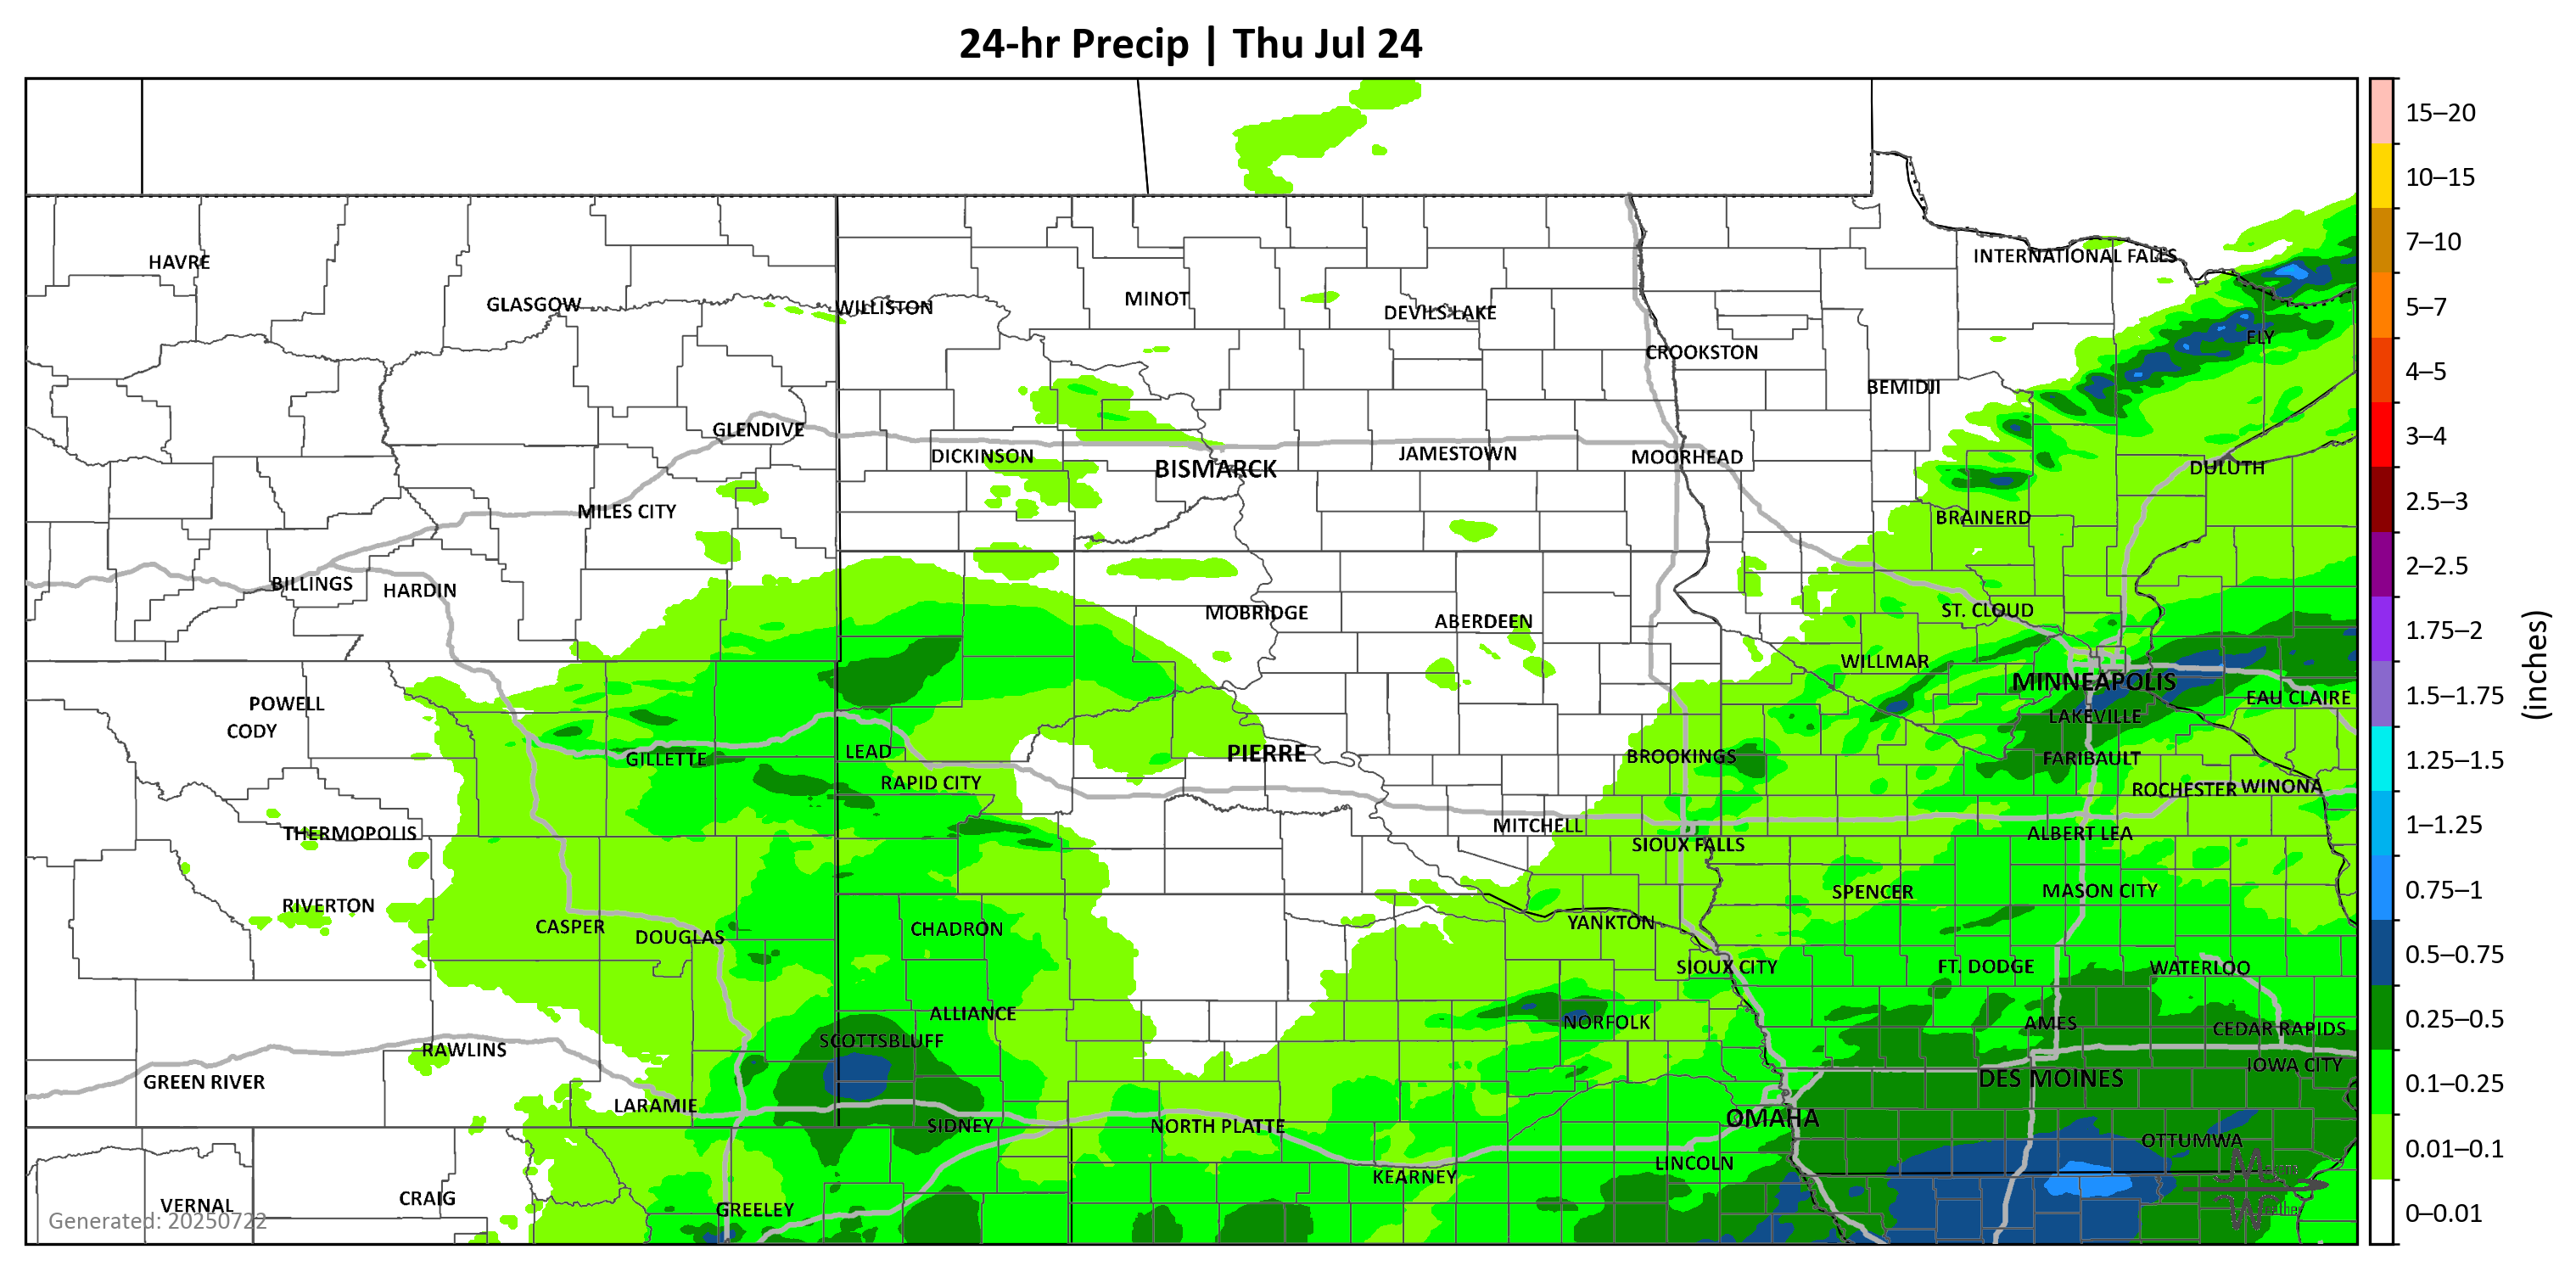 24-hr Precip | Thu Jul 24
15–20
10–15
7–10
5–7
4–5
3–4
2.5–3
2–2.5
1.75–2
1.5–1.75
1.25–1.5
1–1.25
0.75–1
0.5–0.75
0.25–0.5
0.1–0.25
0.01–0.1
0–0.01
(inches)
HAVRE
INTERNATIONAL FALLS
GLASGOW
WILLISTON
MINOT
DEVILS LAKE
ELY
CROOKSTON
BEMIDJI
GLENDIVE
DICKINSON
BISMARCK
JAMESTOWN
MOORHEAD
DULUTH
MILES CITY
BRAINERD
BILLINGS
HARDIN
MOBRIDGE
ABERDEEN
ST. CLOUD
WILLMAR
MINNEAPOLIS
EAU CLAIRE
POWELL
CODY
LAKEVILLE
GILLETTE
LEAD
PIERRE
BROOKINGS
FARIBAULT
RAPID CITY
ROCHESTER
WINONA
THERMOPOLIS
MITCHELL
SIOUX FALLS
ALBERT LEA
RIVERTON
SPENCER
MASON CITY
CASPER
DOUGLAS
CHADRON
YANKTON
SIOUX CITY
FT. DODGE
WATERLOO
ALLIANCE
NORFOLK
AMES
CEDAR RAPIDS
RAWLINS
SCOTTSBLUFF
IOWA CITY
GREEN RIVER
DES MOINES
LARAMIE
SIDNEY
NORTH PLATTE
OMAHA
OTTUMWA
LINCOLN
KEARNEY
VERNAL
CRAIG
GREELEY
Generated: 20250722